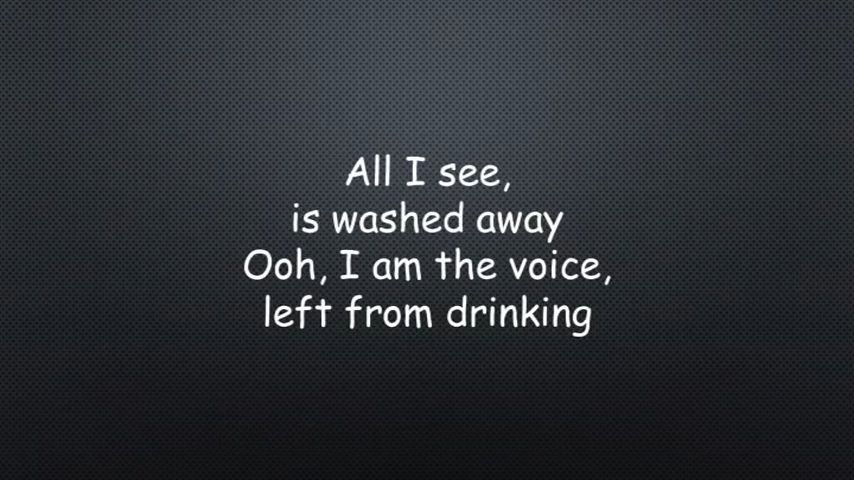 All I see,
is washed away
Ooh, I am the voice,
left from drinking